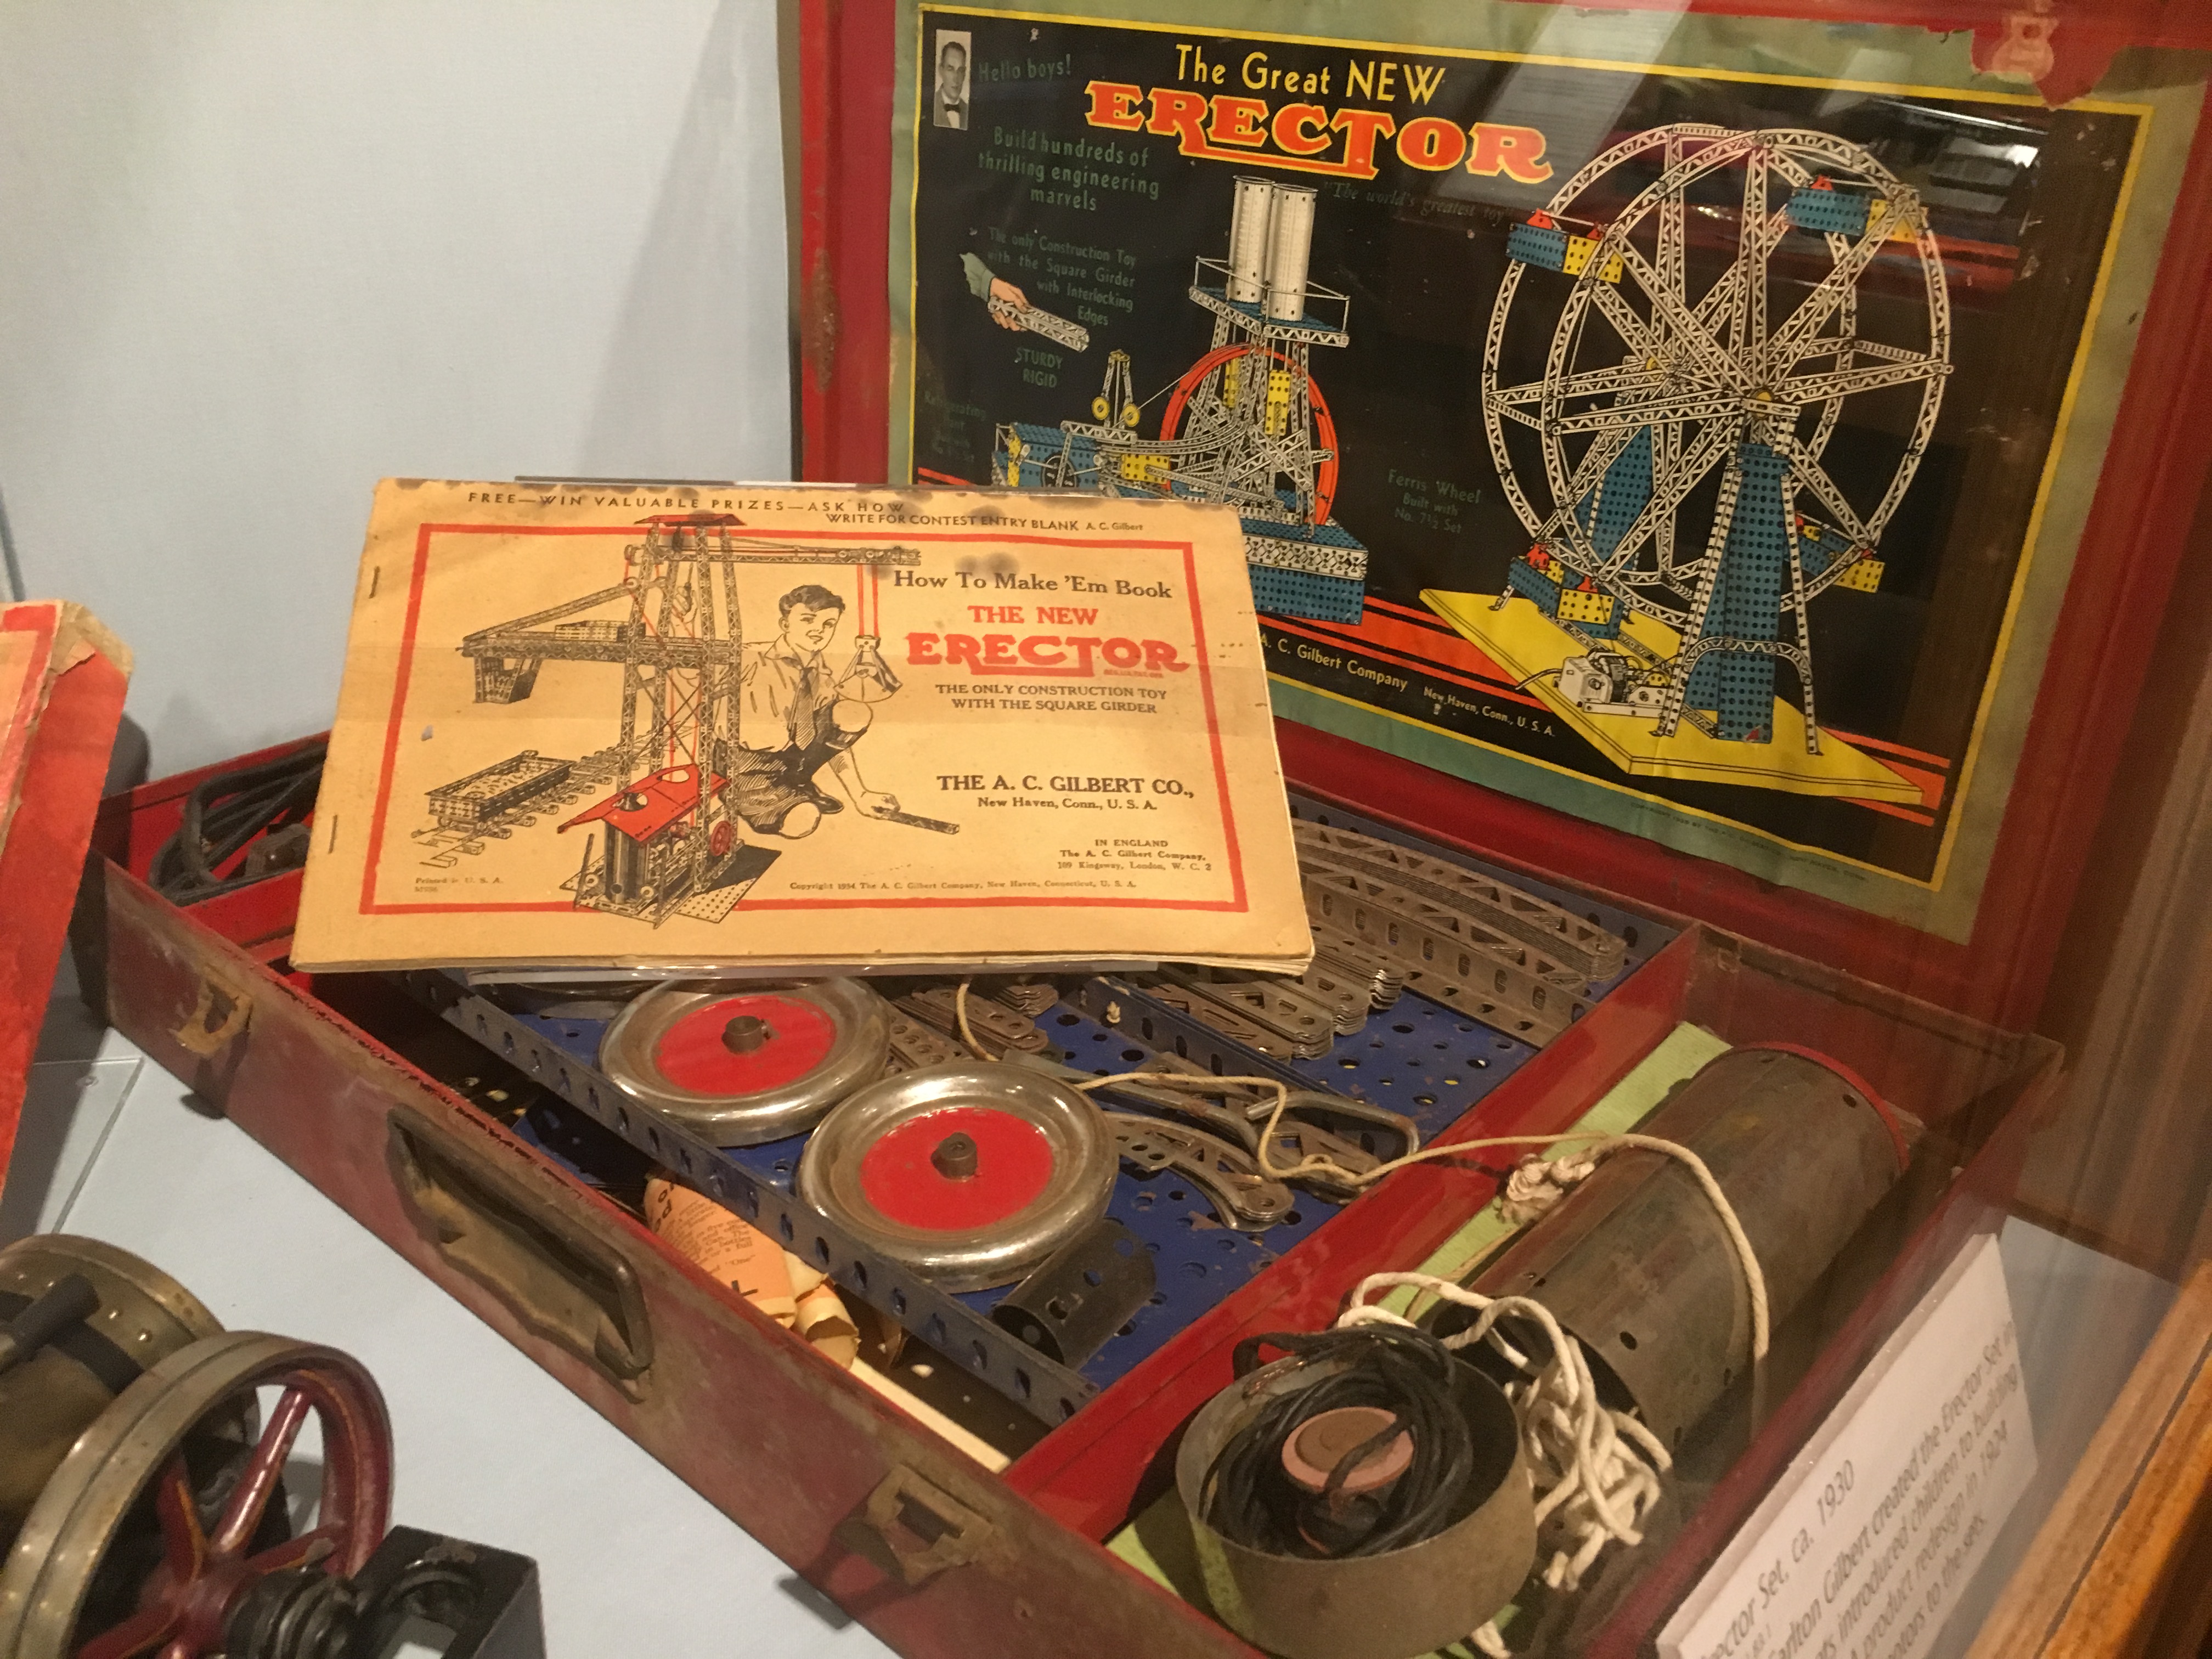 Hello boys!
The Great NEW
ERECTOR
"The world's greatest toy
Build hundreds of
thrilling engineering
marvels
The only Construction Toy
with the Square Girder
with Interlocking
Edges
STURDY
RIGID
Refrigerating
Ferris Wheel
Built with
No. 7½ Set
A. C. Gilbert Company New Haven, Conn., U. S. A.
FREE—WIN VALUABLE PRIZES—ASK HOW
WRITE FOR CONTEST ENTRY BLANK A. C. Gilbert
How To Make 'Em Book
THE NEW
ERECTOR
THE ONLY CONSTRUCTION TOY
WITH THE SQUARE GIRDER
THE A. C. GILBERT CO.,
New Haven, Conn., U. S. A.
IN ENGLAND
The A. C. Gilbert Company,
109 Kingsway, London, W. C. 2
Printed in U. S. A.
Copyright 1934, The A. C. Gilbert Company, New Haven, Connecticut, U. S. A.
Set, ca. 1930
Gilbert created the Erector Set in
introduced children to building
A product redesign in 1924
to the sets.